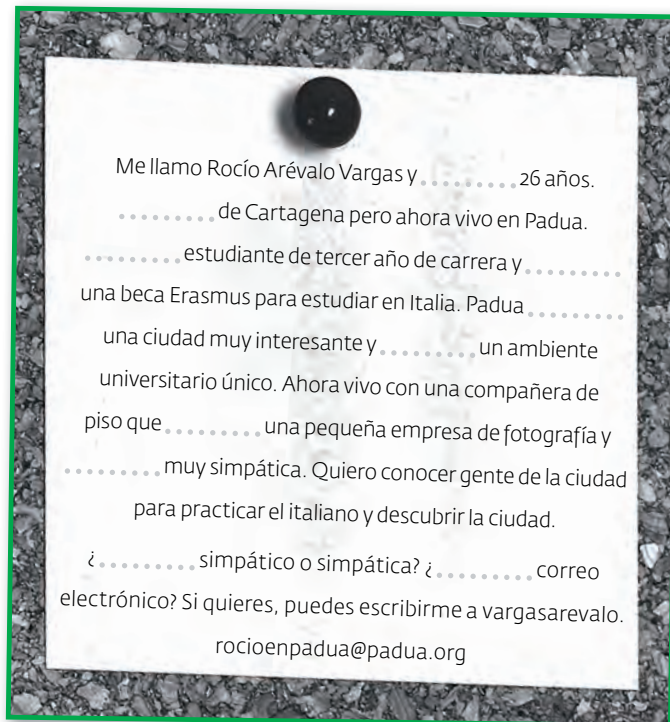 Me llamo Rocío Arévalo Vargas y ......... 26 años.
......... de Cartagena pero ahora vivo en Padua.
......... estudiante de tercer año de carrera y .........
una beca Erasmus para estudiar en Italia. Padua .........
una ciudad muy interesante y ......... un ambiente
universitario único. Ahora vivo con una compañera de
piso que ......... una pequeña empresa de fotografía y
......... muy simpática. Quiero conocer gente de la ciudad
para practicar el italiano y descubrir la ciudad.
¿......... simpático o simpática? ¿......... correo
electrónico? Si quieres, puedes escribirme a vargasarevalo.
rocioenpadua@padua.org